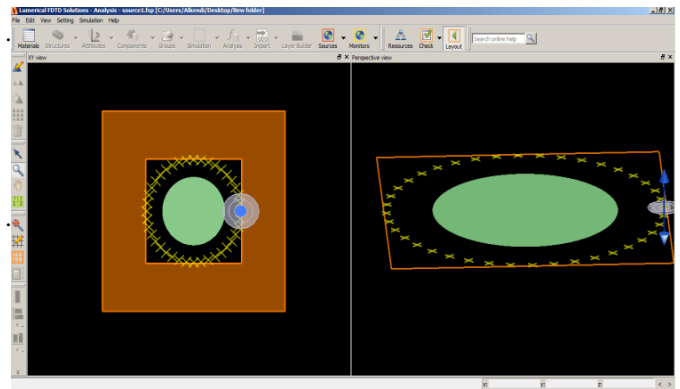 Lumerical FDTD Solutions - Analysis - source1.fsp [C:/Users/Alkendi/Desktop/New folder]
File Edit View Setting Simulation Help
Materials Structures Attributes Components Groups Simulation Analysis Import Layer Builder Sources Monitors Resources Check Layout Search online help
XY view Perspective view
x: y: z: